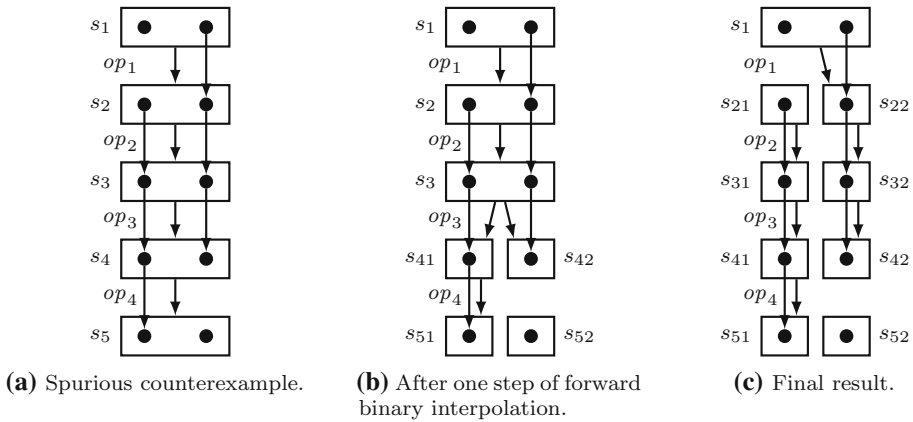 s1
op1
s2
op2
s3
op3
s4
op4
s5
(a) Spurious counterexample.
s1
op1
s2
op2
s3
op3
s41
s42
op4
s51
s52
(b) After one step of forward
binary interpolation.
s1
op1
s21
s22
op2
s31
s32
op3
s41
s42
op4
s51
s52
(c) Final result.